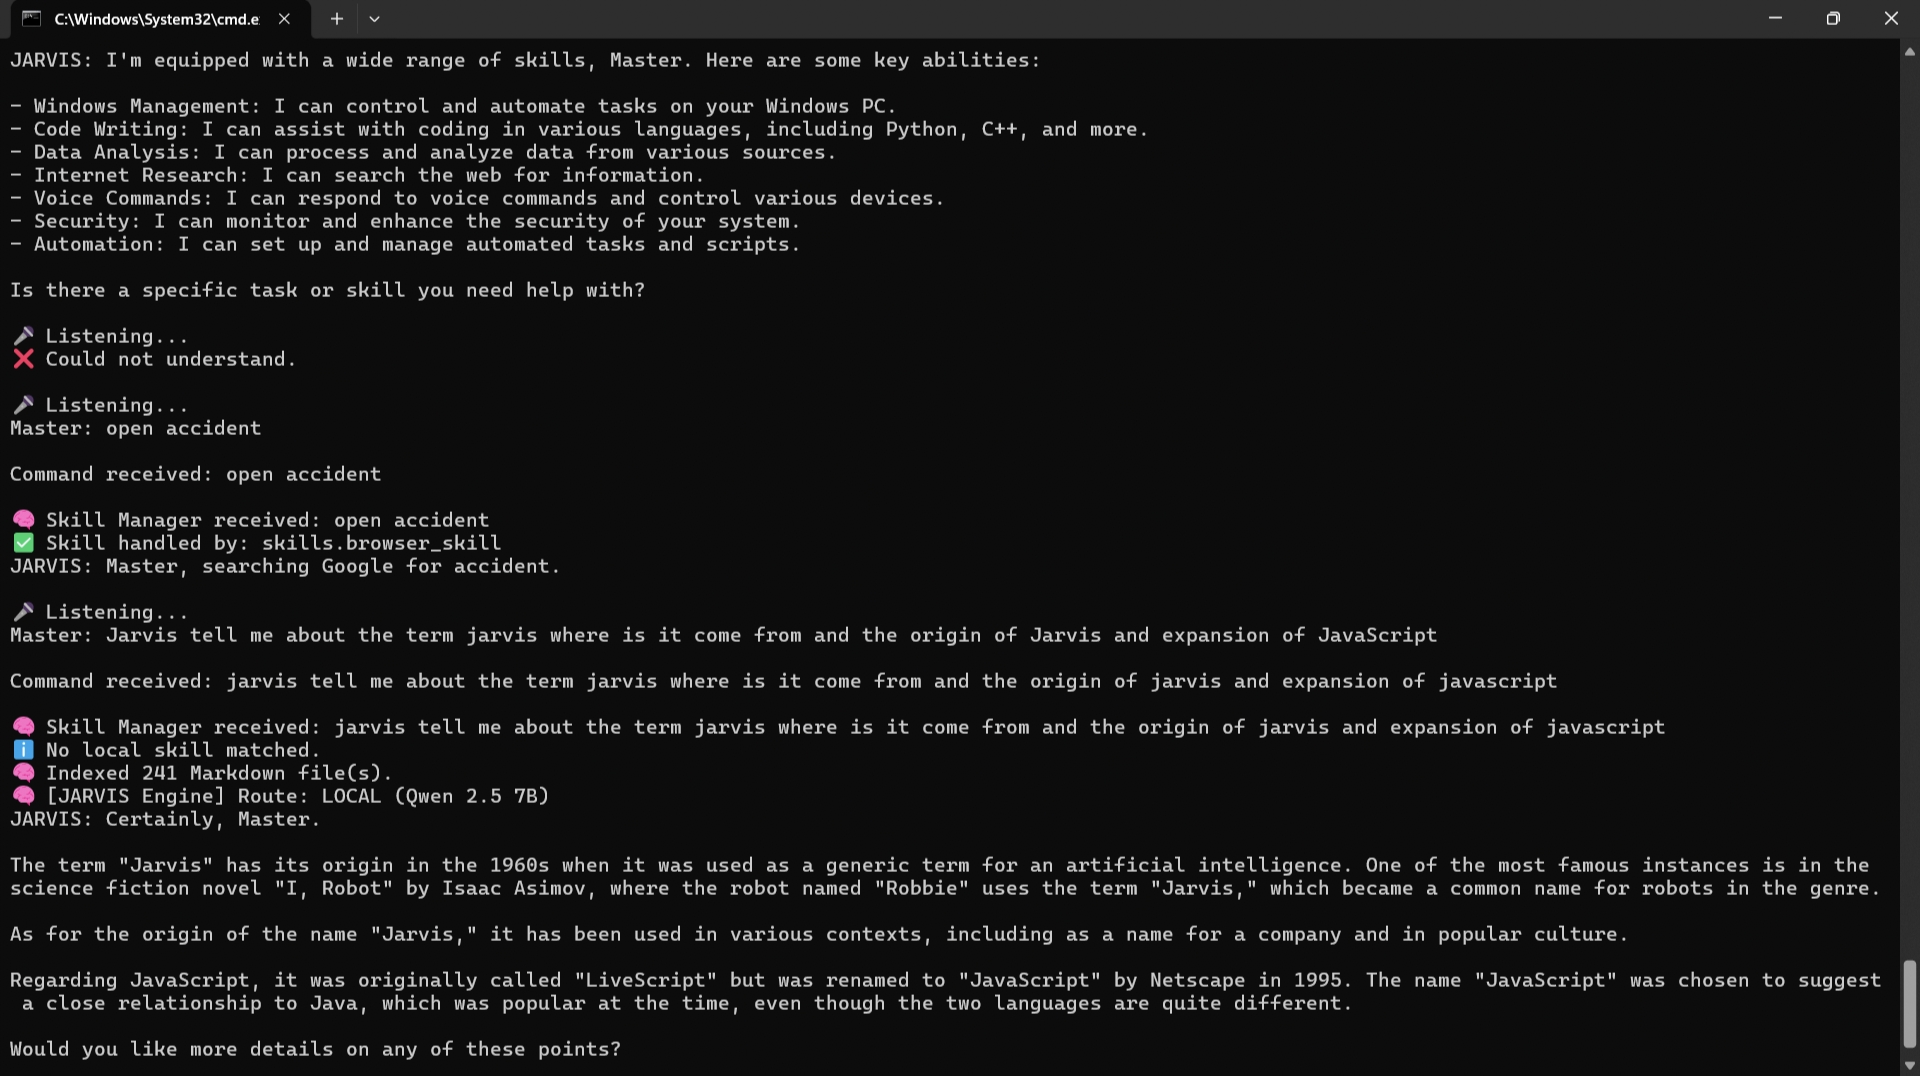 C:\Windows\System32\cmd.e
JARVIS: I'm equipped with a wide range of skills, Master. Here are some key abilities:
- Windows Management: I can control and automate tasks on your Windows PC.
- Code Writing: I can assist with coding in various languages, including Python, C++, and more.
- Data Analysis: I can process and analyze data from various sources.
- Internet Research: I can search the web for information.
- Voice Commands: I can respond to voice commands and control various devices.
- Security: I can monitor and enhance the security of your system.
- Automation: I can set up and manage automated tasks and scripts.
Is there a specific task or skill you need help with?
🎤 Listening...
❌ Could not understand.
🎤 Listening...
Master: open accident
Command received: open accident
🧠 Skill Manager received: open accident
✅ Skill handled by: skills.browser_skill
JARVIS: Master, searching Google for accident.
🎤 Listening...
Master: Jarvis tell me about the term jarvis where is it come from and the origin of Jarvis and expansion of JavaScript
Command received: jarvis tell me about the term jarvis where is it come from and the origin of jarvis and expansion of javascript
🧠 Skill Manager received: jarvis tell me about the term jarvis where is it come from and the origin of jarvis and expansion of javascript
ℹ️ No local skill matched.
🧠 Indexed 241 Markdown file(s).
🧠 [JARVIS Engine] Route: LOCAL (Qwen 2.5 7B)
JARVIS: Certainly, Master.
The term "Jarvis" has its origin in the 1960s when it was used as a generic term for an artificial intelligence. One of the most famous instances is in the
science fiction novel "I, Robot" by Isaac Asimov, where the robot named "Robbie" uses the term "Jarvis," which became a common name for robots in the genre.
As for the origin of the name "Jarvis," it has been used in various contexts, including as a name for a company and in popular culture.
Regarding JavaScript, it was originally called "LiveScript" but was renamed to "JavaScript" by Netscape in 1995. The name "JavaScript" was chosen to suggest
a close relationship to Java, which was popular at the time, even though the two languages are quite different.
Would you like more details on any of these points?